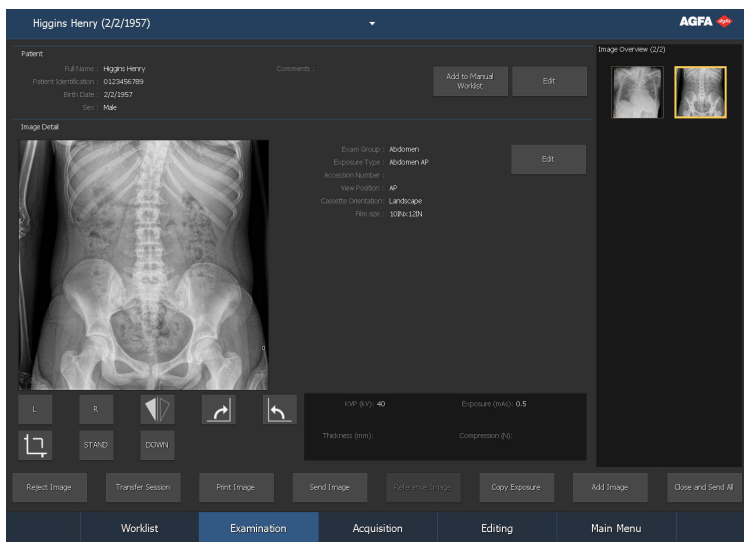 Higgins Henry (2/2/1957)
AGFA
Patient
Full Name : Higgins Henry
Comments :
Patient Identification : 0123456789
Birth Date : 2/2/1957
Sex : Male
Add to Manual Worklist
Edit
Image Overview (2/2)
Image Detail
Exam Group : Abdomen
Exposure Type : Abdomen AP
Accession Number :
View Position : AP
Cassette Orientation: Landscape
Film size : 10INx12IN
Edit
L
R
STAND
DOWN
KVP (kV): 40
Exposure (mAs): 0.5
Thickness (mm):
Compression (N):
Reject Image
Transfer Session
Print Image
Send Image
Reference Image
Copy Exposure
Add Image
Close and Send All
Worklist
Examination
Acquisition
Editing
Main Menu